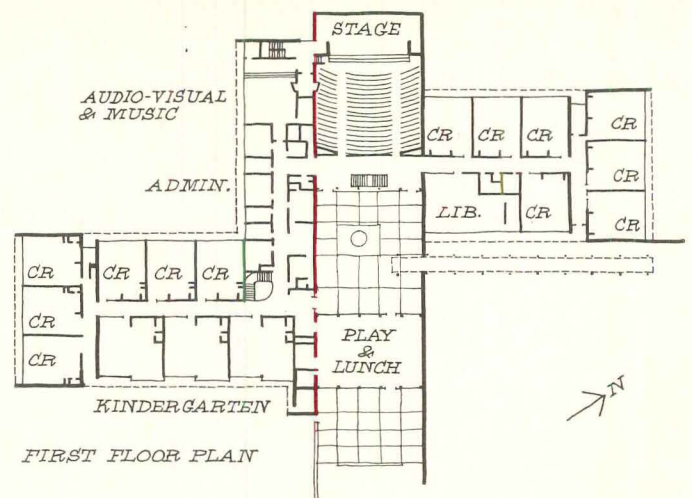 STAGE
AUDIO-VISUAL
& MUSIC
CR
CR
CR
CR
ADMIN.
CR
LIB.
CR
CR
CR
CR
CR
CR
CR
CR
PLAY
&
LUNCH
KINDERGARTEN
N
FIRST FLOOR PLAN